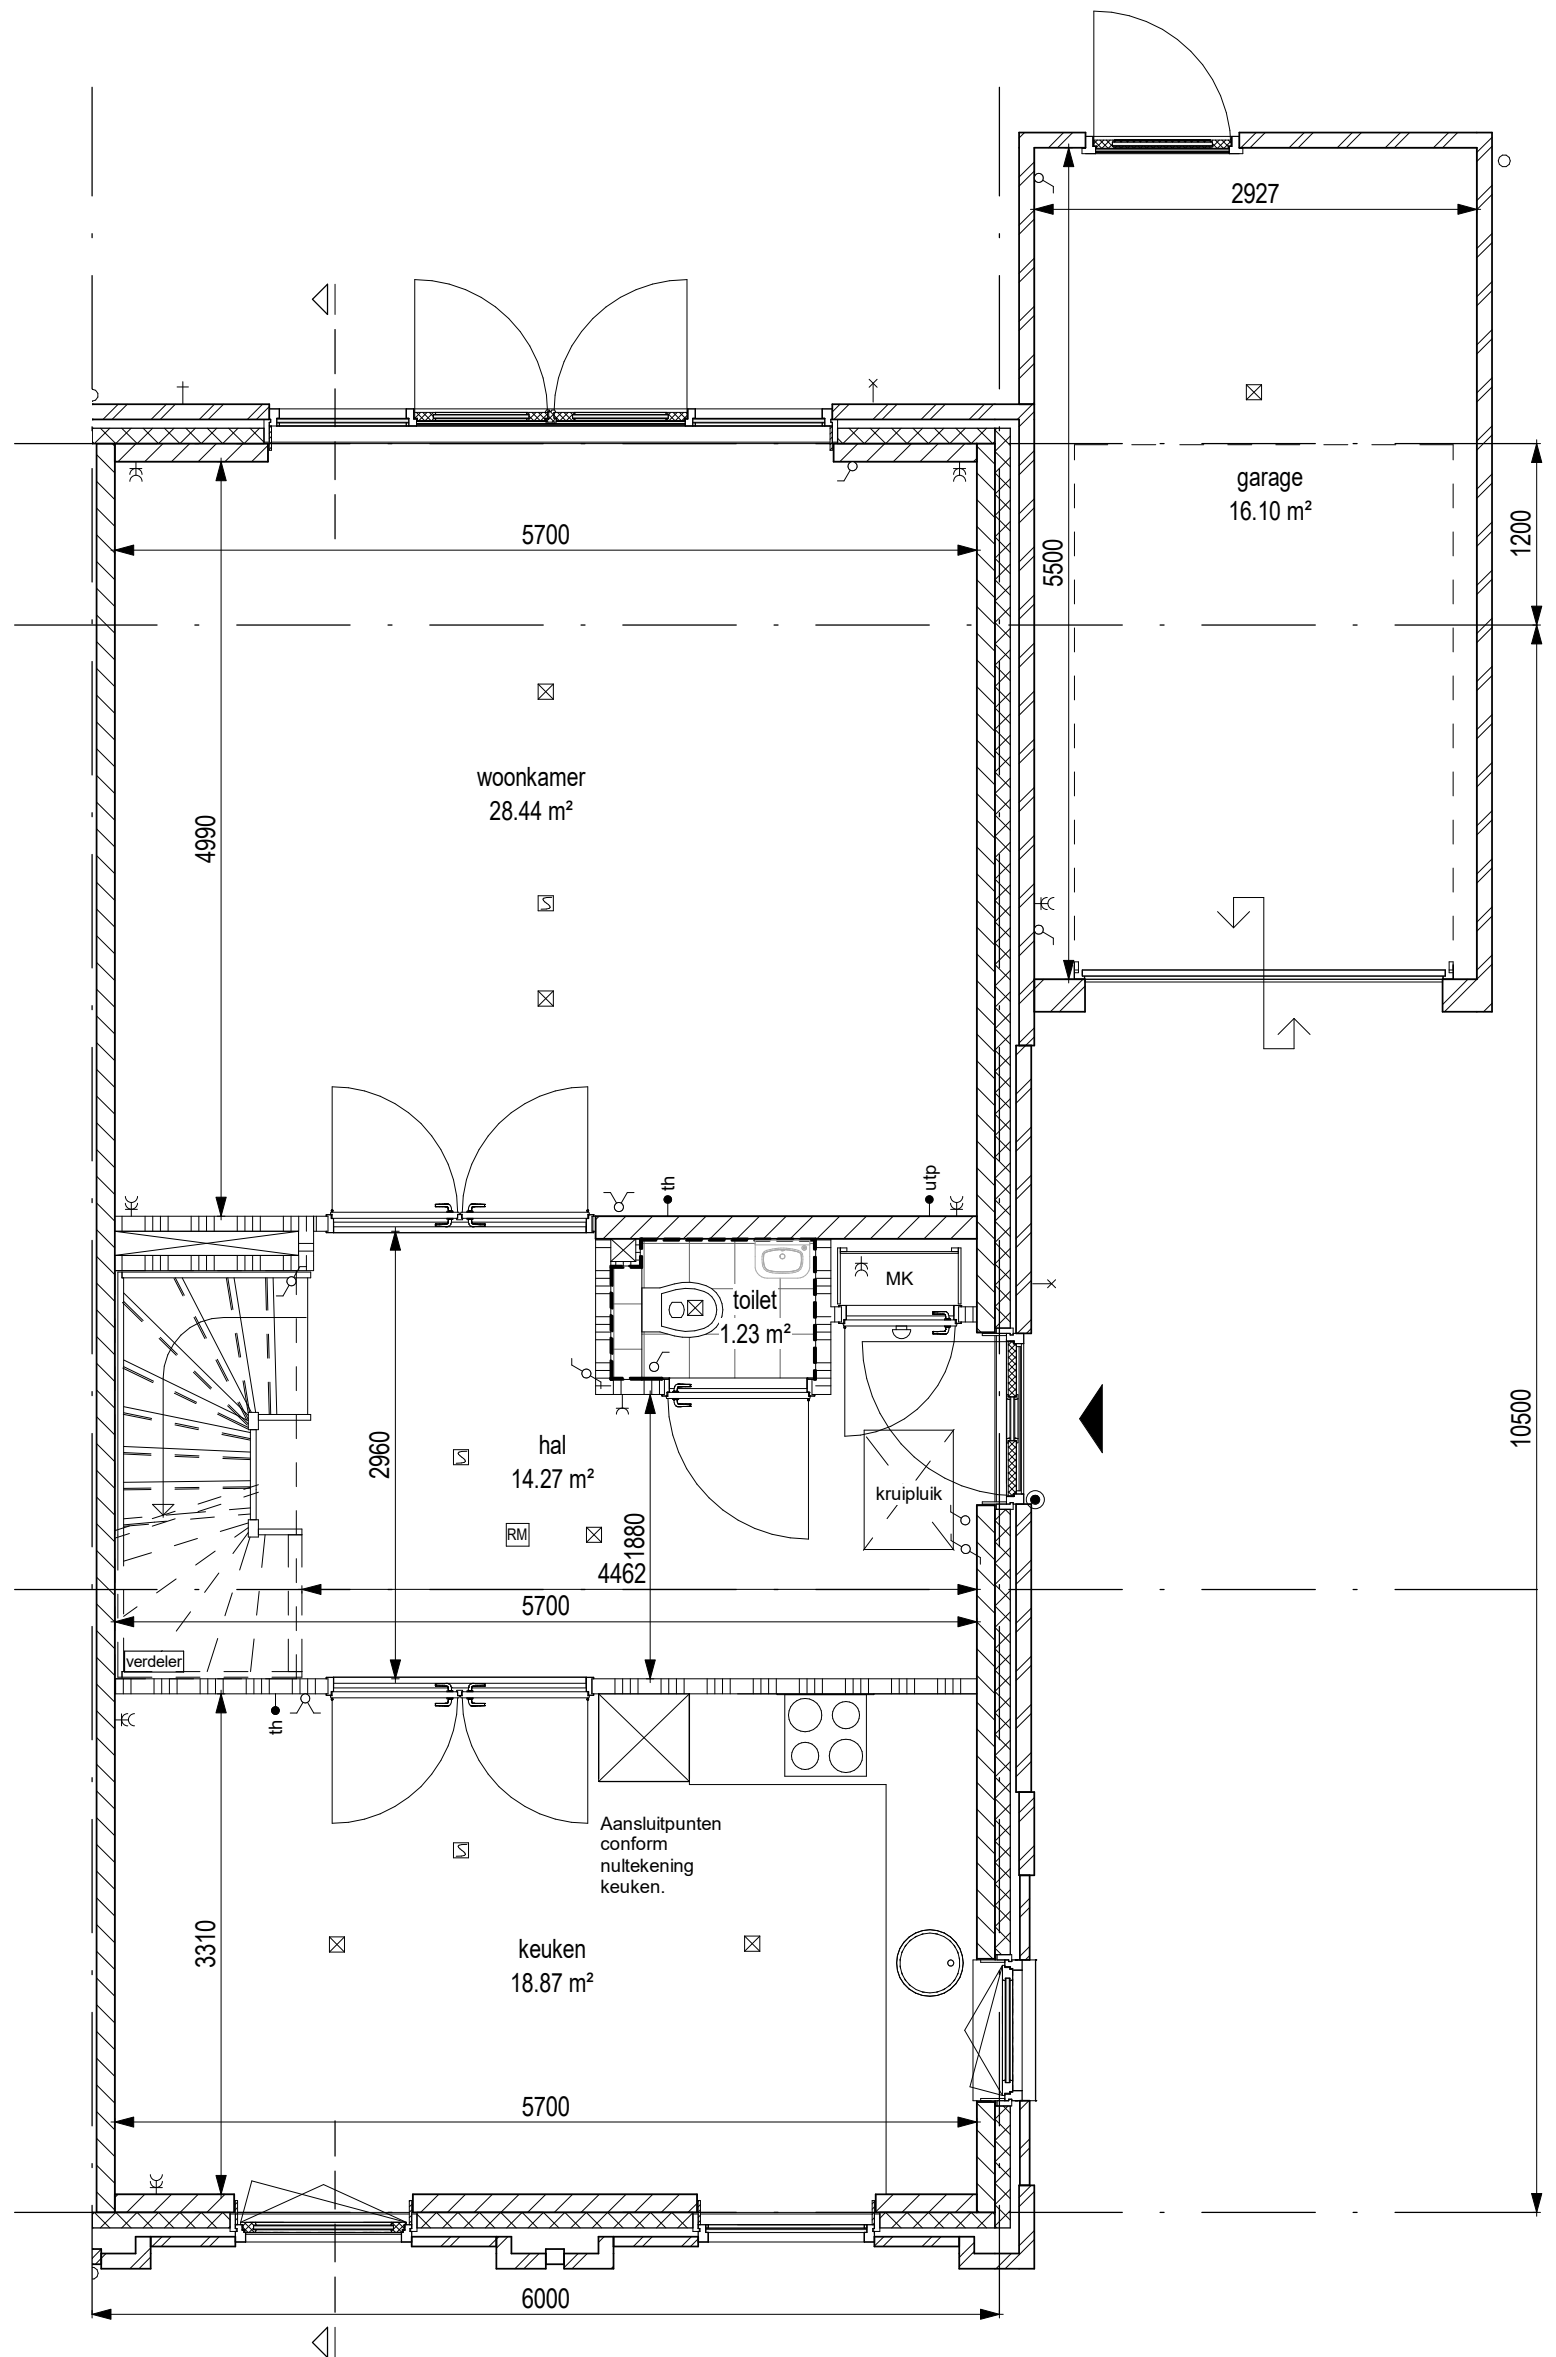 2927
garage
16.10 m²
1200
5500
5700
woonkamer
28.44 m²
4990
th
utp
MK
toilet
1.23 m²
hal
14.27 m²
2960
kruipluik
10500
RM
1880
4462
5700
verdeler
th
Aansluitpunten
conform
nultekening
keuken.
keuken
18.87 m²
3310
5700
6000